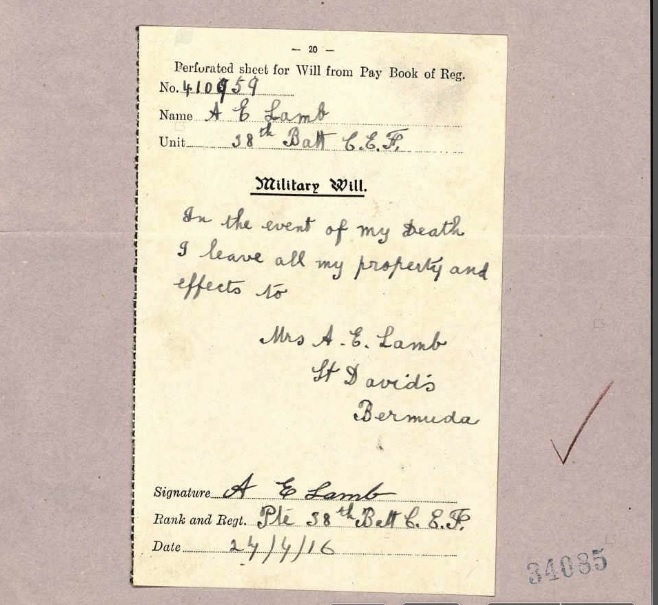 — 20 —
Perforated sheet for Will from Pay Book of Reg.
No. 410959
Name A E Lamb
Unit 38th Batt C.E.F.
Military Will.
In the event of my Death
I leave all my property and
effects to
Mrs A. E. Lamb
St David's
Bermuda
Signature A E Lamb
Rank and Regt. Pte 38th Batt C. E. F.
Date 24/4/16
34085